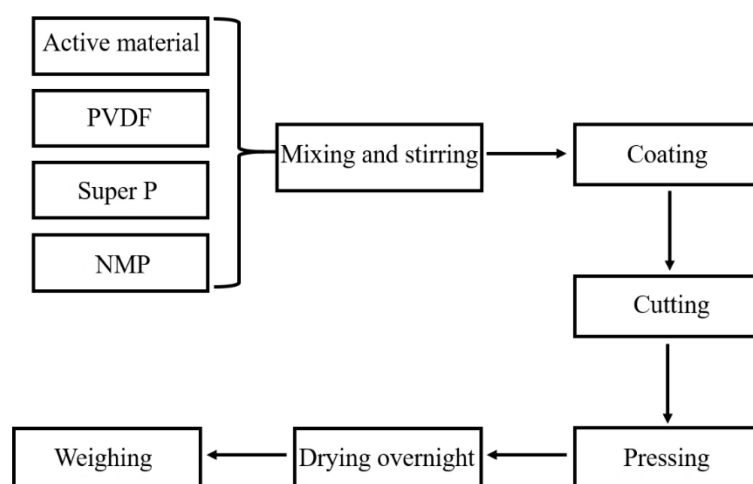 Active material
PVDF
Super P
NMP
Mixing and stirring
Coating
Cutting
Pressing
Drying overnight
Weighing